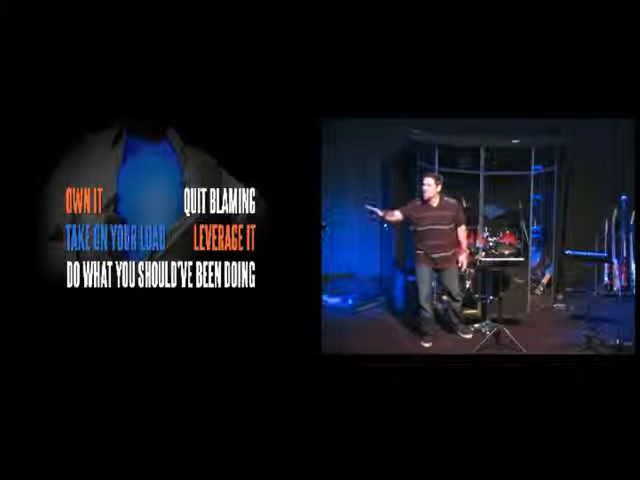 OWN IT QUIT BLAMING
TAKE ON YOUR LOAD LEVERAGE IT
DO WHAT YOU SHOULD'VE BEEN DOING